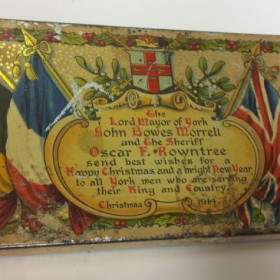 The
Lord Mayor of York
John Bowes Morrell
and The Sheriff
Oscar F. Rowntree
send best wishes for a
Happy Christmas and a bright New Year
to all York men who are serving
their King and Country.
Christmas 1914